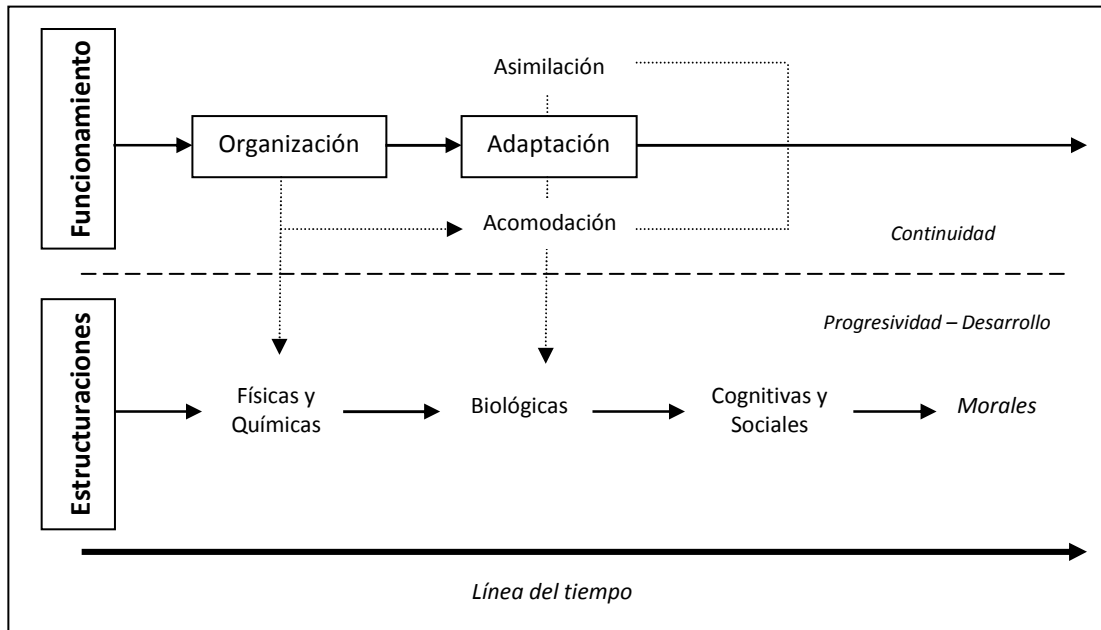 Funcionamiento
Asimilación
Organización
Adaptación
Acomodación
Continuidad
Estructuraciones
Progresividad – Desarrollo
Físicas y
Químicas
Biológicas
Cognitivas y
Sociales
Morales
Línea del tiempo